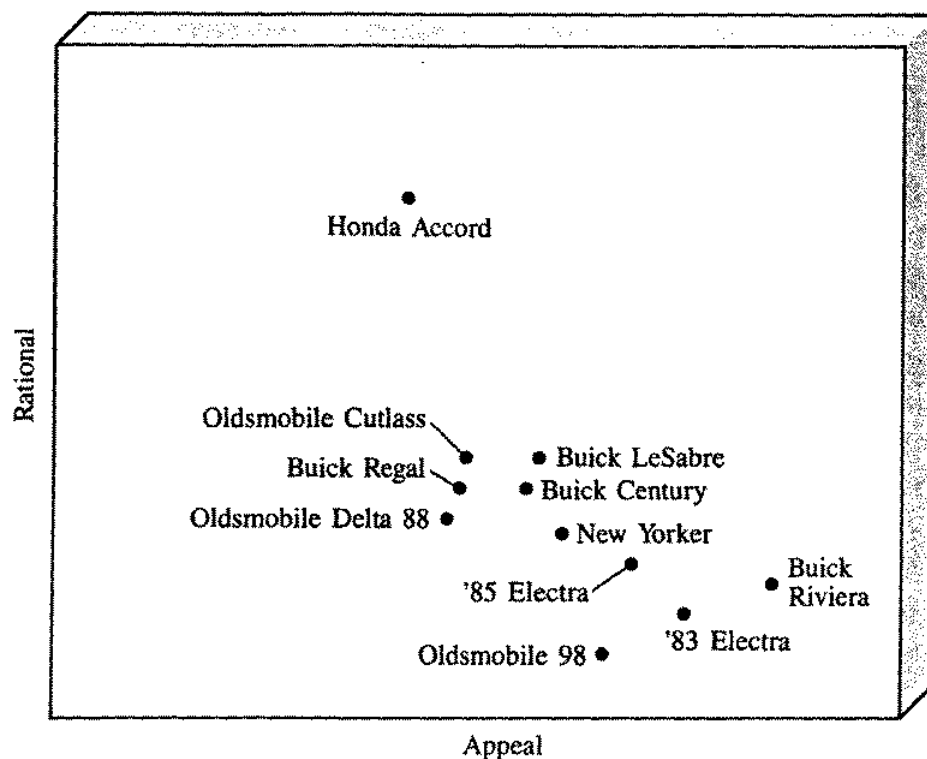 Honda Accord
Rational
Oldsmobile Cutlass
Buick LeSabre
Buick Regal
Buick Century
Oldsmobile Delta 88
New Yorker
'85 Electra
Buick
Riviera
'83 Electra
Oldsmobile 98
Appeal